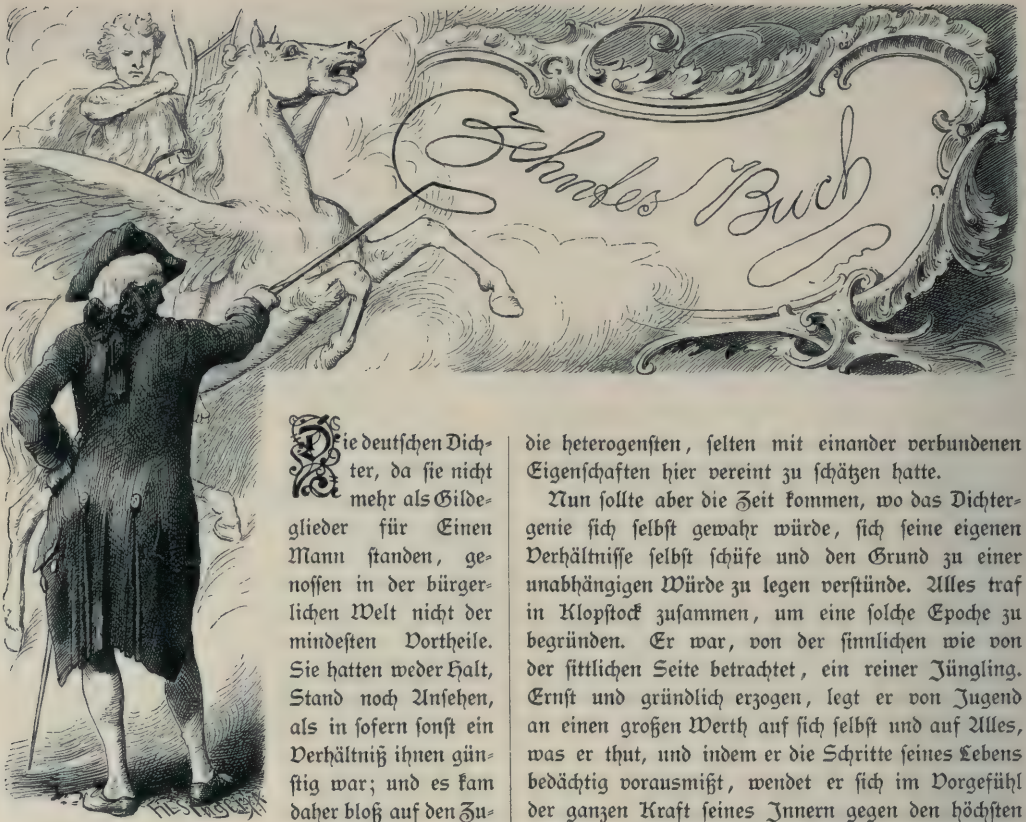 Zehntes Buch
Die deutschen Dich-
ter, da sie nicht
mehr als Gilde-
glieder für Einen
Mann standen, ge-
nossen in der bürger-
lichen Welt nicht der
mindesten Vortheile.
Sie hatten weder Halt,
Stand noch Ansehen,
als in sofern sonst ein
Verhältniß ihnen gün-
stig war; und es kam
daher bloß auf den Zu-
die heterogensten, selten mit einander verbundenen
Eigenschaften hier vereint zu schätzen hatte.
Nun sollte aber die Zeit kommen, wo das Dichter-
genie sich selbst gewahr würde, sich seine eigenen
Verhältnisse selbst schüfe und den Grund zu einer
unabhängigen Würde zu legen verstünde. Alles traf
in Klopstock zusammen, um eine solche Epoche zu
begründen. Er war, von der sinnlichen wie von
der sittlichen Seite betrachtet, ein reiner Jüngling.
Ernst und gründlich erzogen, legt er von Jugend
an einen großen Werth auf sich selbst und auf Alles,
was er thut, und indem er die Schritte seines Lebens
bedächtig vorausmißt, wendet er sich im Vorgefühl
der ganzen Kraft seines Innern gegen den höchsten